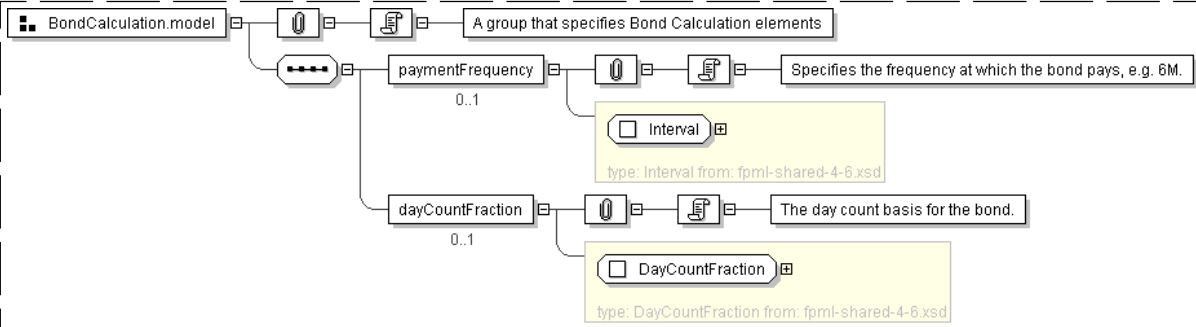 BondCalculation.model
A group that specifies Bond Calculation elements
paymentFrequency
Specifies the frequency at which the bond pays, e.g. 6M.
0..1
Interval
type: Interval from: fpml-shared-4-6.xsd
dayCountFraction
The day count basis for the bond.
0..1
DayCountFraction
type: DayCountFraction from: fpml-shared-4-6.xsd